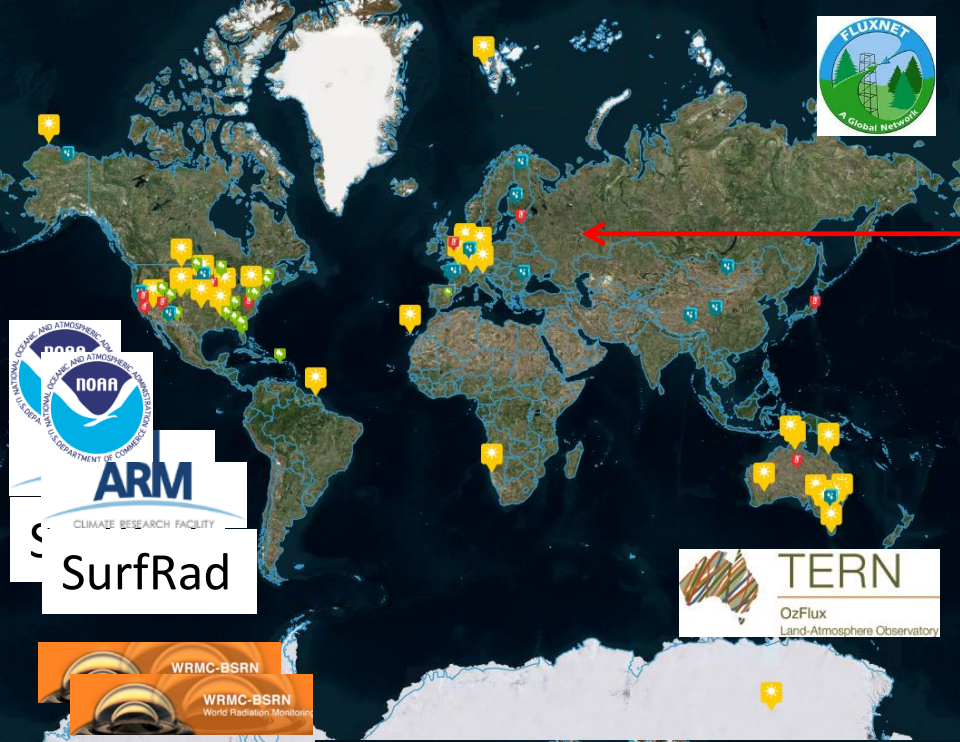 FLUXNET
A Global Network
NOAA
NATIONAL OCEANIC AND ATMOSPHERIC ADMINISTRATION
U.S. DEPARTMENT OF COMMERCE
ARM
CLIMATE RESEARCH FACILITY
S
SurfRad
TERN
OzFlux
Land-Atmosphere Observatory
WRMC-BSRN
WRMC-BSRN
World Radiation Monitoring